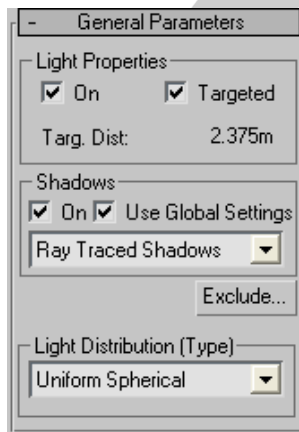 - General Parameters
Light Properties
On Targeted
Targ. Dist: 2.375m
Shadows
On Use Global Settings
Ray Traced Shadows
Exclude...
Light Distribution (Type)
Uniform Spherical